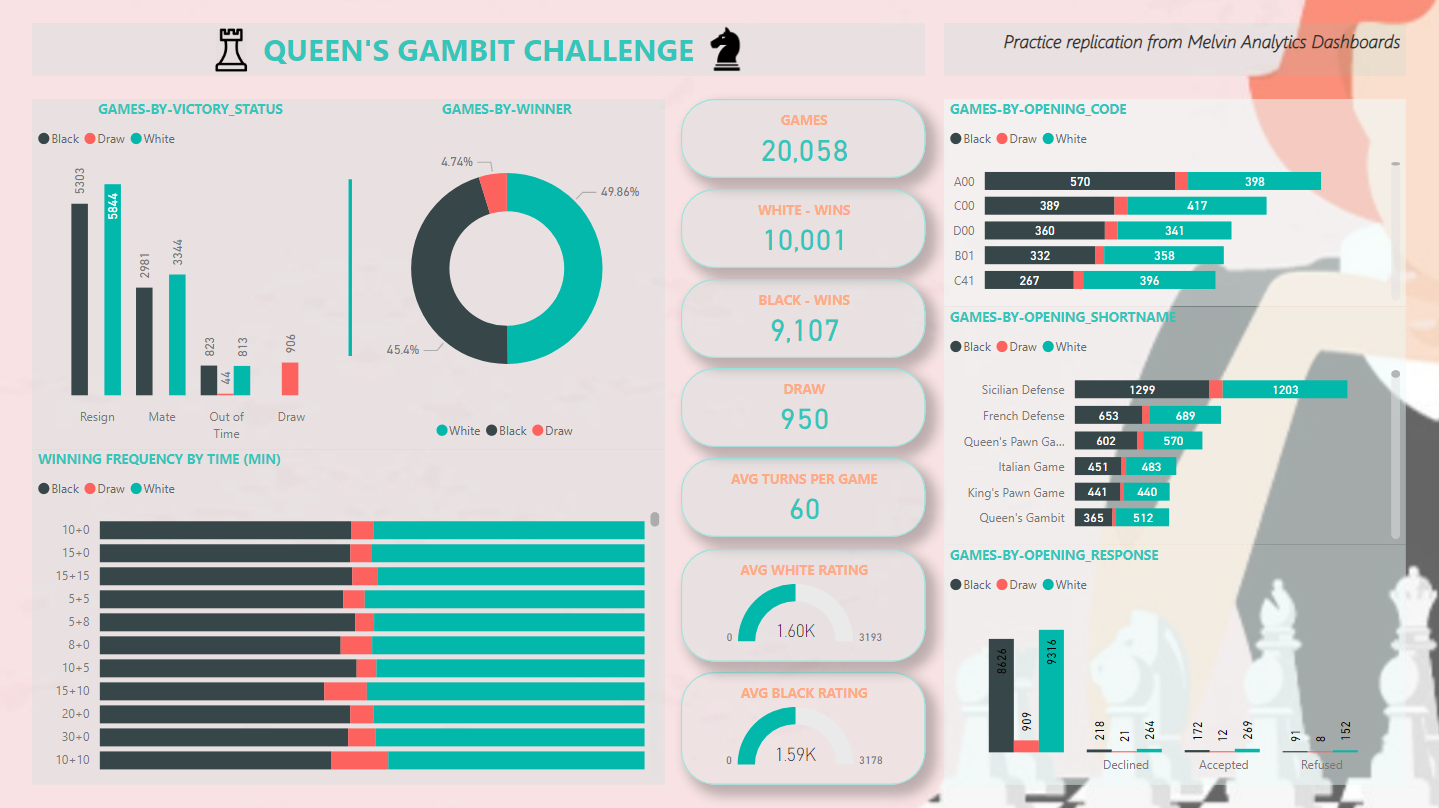 QUEEN'S GAMBIT CHALLENGE
Practice replication from Melvin Analytics Dashboards
GAMES-BY-VICTORY_STATUS
Black Draw White
5303
5844
2981
3344
823
44
813
906
Resign
Mate
Out of
Time
Draw
GAMES-BY-WINNER
4.74%
49.86%
45.4%
White Black Draw
WINNING FREQUENCY BY TIME (MIN)
Black Draw White
10+0
15+0
15+15
5+5
5+8
8+0
10+5
15+10
20+0
30+0
10+10
GAMES
20,058
WHITE - WINS
10,001
BLACK - WINS
9,107
DRAW
950
AVG TURNS PER GAME
60
AVG WHITE RATING
1.60K
0 3193
AVG BLACK RATING
1.59K
0 3178
GAMES-BY-OPENING_CODE
Black Draw White
A00 570 398
C00 389 417
D00 360 341
B01 332 358
C41 267 396
GAMES-BY-OPENING_SHORTNAME
Black Draw White
Sicilian Defense 1299 1203
French Defense 653 689
Queen's Pawn Ga... 602 570
Italian Game 451 483
King's Pawn Game 441 440
Queen's Gambit 365 512
GAMES-BY-OPENING_RESPONSE
Black Draw White
8626
909
9316
218
21
264
172
12
269
91
8
152
Declined
Accepted
Refused